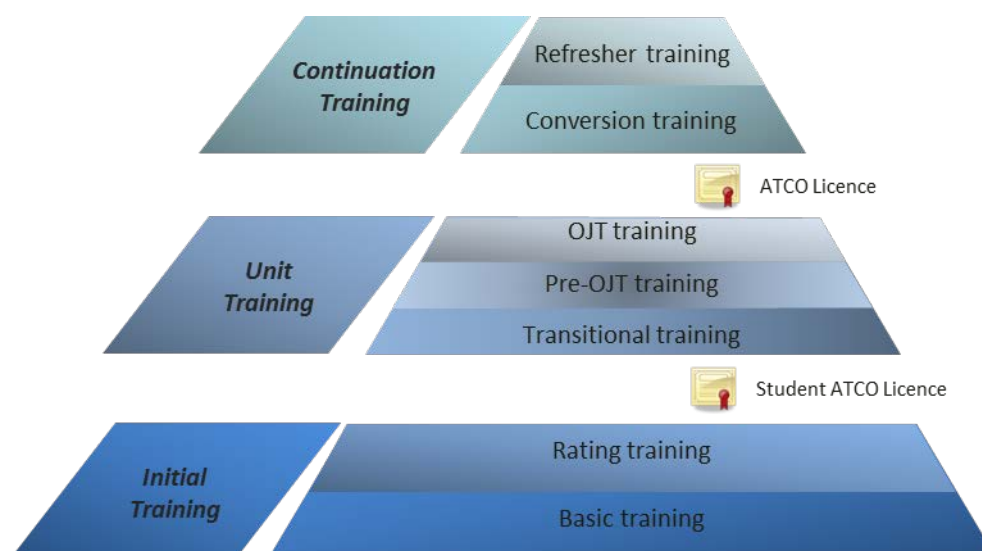 Continuation
Training
Refresher training
Conversion training
ATCO Licence
Unit
Training
OJT training
Pre-OJT training
Transitional training
Student ATCO Licence
Initial
Training
Rating training
Basic training